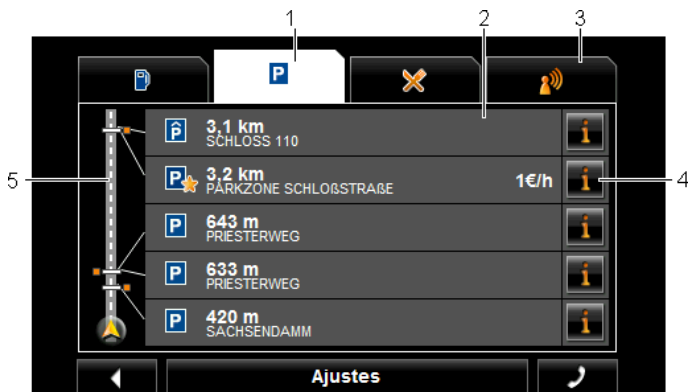 1 2 3
P
P 3,1 km
SCHLOSS 110 i
P 3,2 km 1€/h i
PARKZONE SCHLOßSTRAßE
5 4
P 643 m i
PRIESTERWEG
P 633 m i
PRIESTERWEG
P 420 m i
SACHSENDAMM
Ajustes